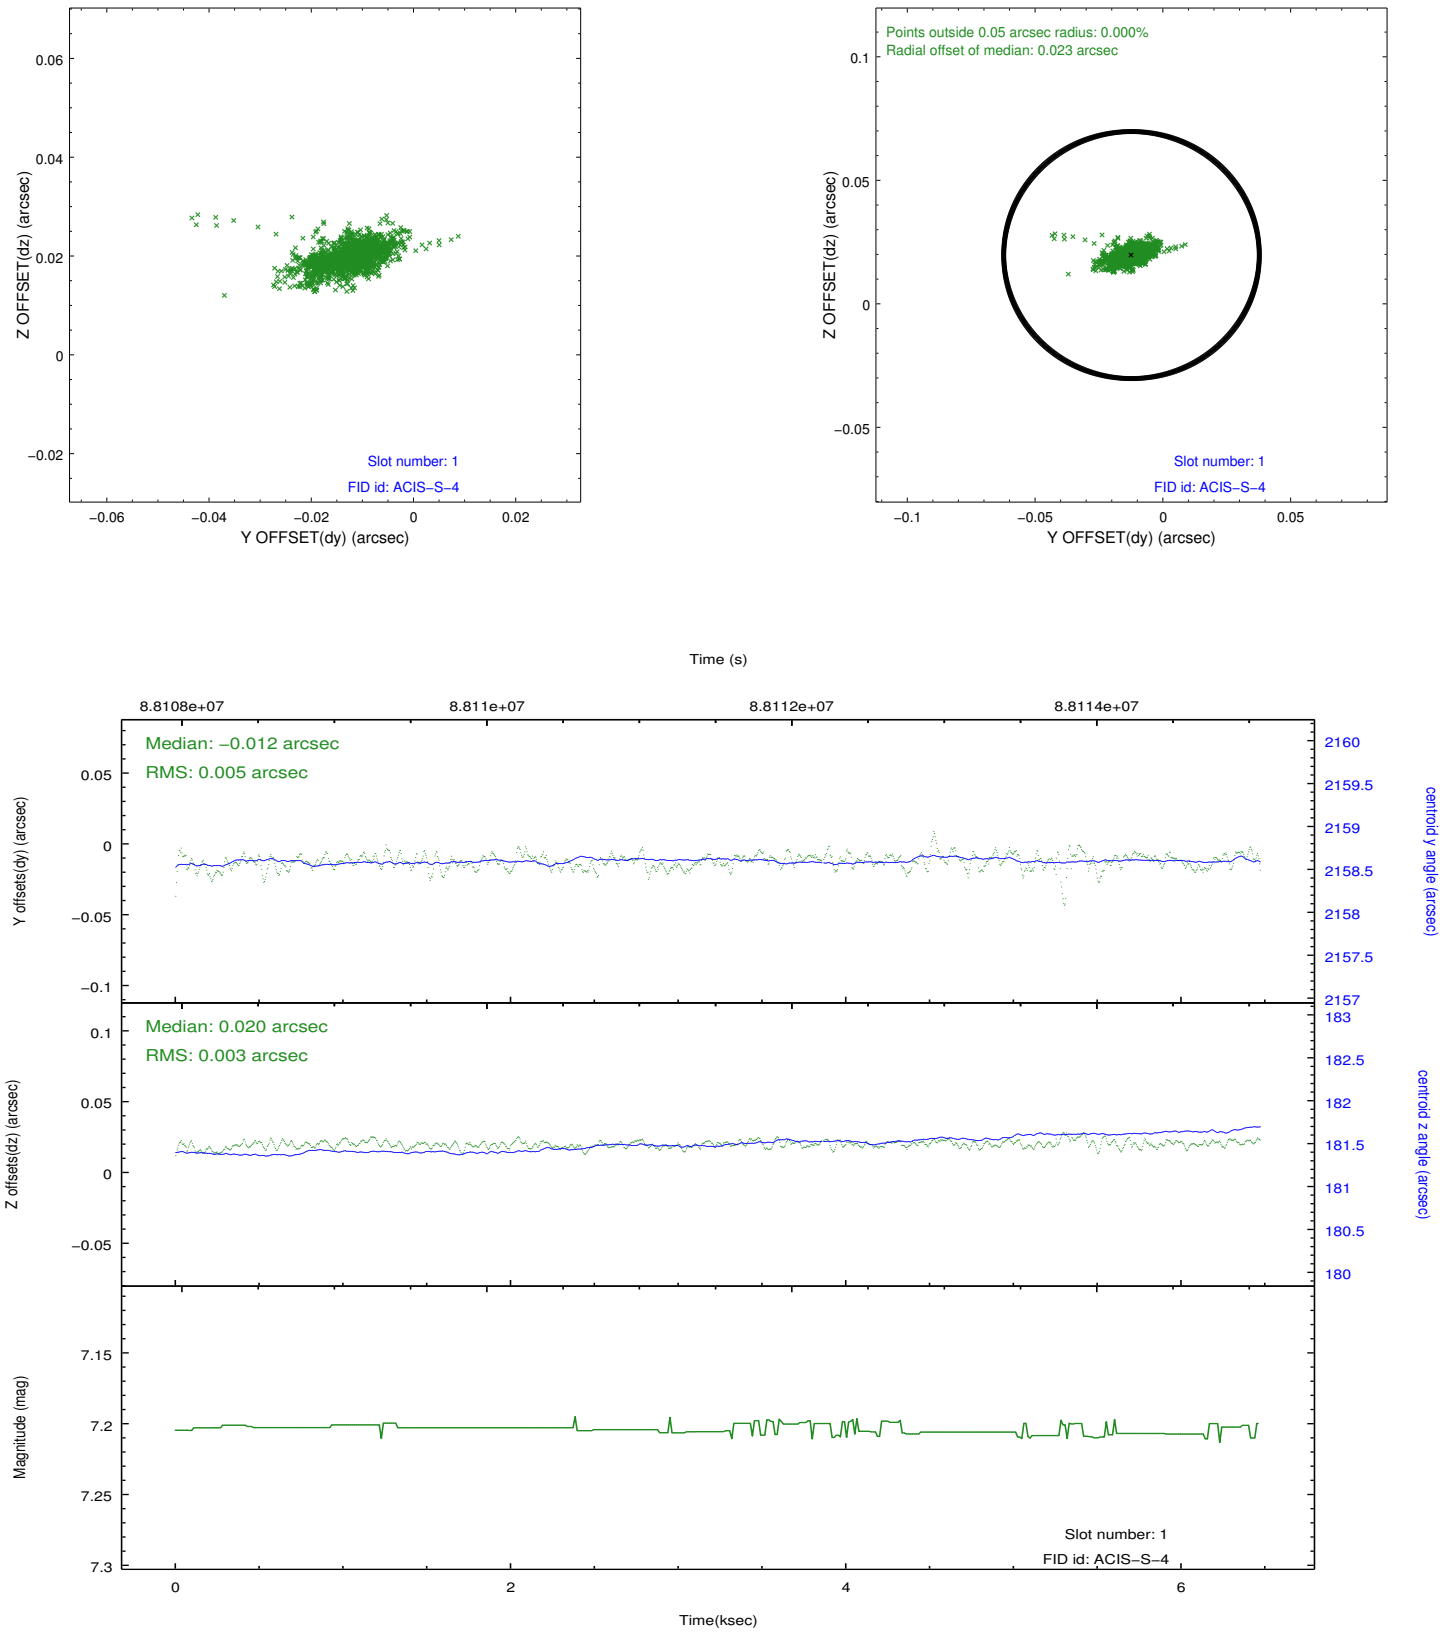 0.06
0.04
0.02
0
−0.02
Z OFFSET(dz) (arcsec)
Slot number: 1
FID id: ACIS−S−4
−0.06
−0.04
−0.02
0
0.02
Y OFFSET(dy) (arcsec)
Points outside 0.05 arcsec radius: 0.000%
Radial offset of median: 0.023 arcsec
0.1
0.05
0
−0.05
Z OFFSET(dz) (arcsec)
Slot number: 1
FID id: ACIS−S−4
−0.1
−0.05
0
0.05
Y OFFSET(dy) (arcsec)
Time (s)
8.8108e+07
8.811e+07
8.8112e+07
8.8114e+07
Median: −0.012 arcsec
RMS: 0.005 arcsec
0.05
0
−0.05
−0.1
Y offsets(dy) (arcsec)
2160
2159.5
2159
2158.5
2158
2157.5
2157
centroid y angle (arcsec)
Median: 0.020 arcsec
RMS: 0.003 arcsec
0.1
0.05
0
−0.05
Z offsets(dz) (arcsec)
183
182.5
182
181.5
181
180.5
180
centroid z angle (arcsec)
7.15
7.2
7.25
7.3
Magnitude (mag)
Slot number: 1
FID id: ACIS−S−4
0
2
4
6
Time(ksec)